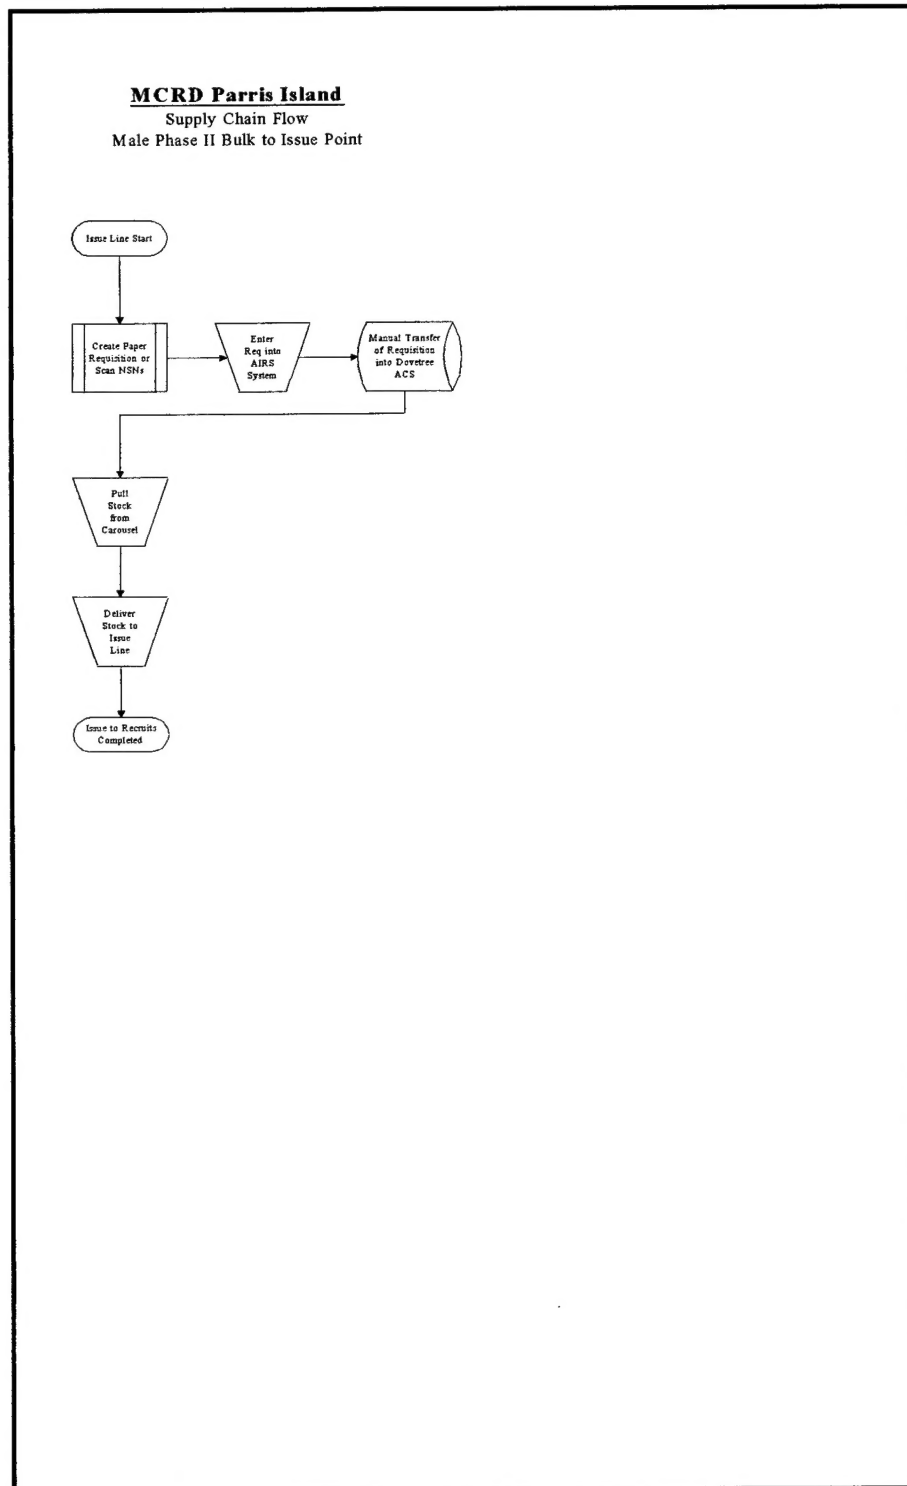 MCRD Parris Island
Supply Chain Flow
Male Phase II Bulk to Issue Point
Issue Line Start
Create Paper
Requisition or
Scan NSNs
Enter
Req into
AIRS
System
Manual Transfer
of Requisition
into Dovetree
ACS
Pull
Stock
from
Carousel
Deliver
Stock to
Issue
Line
Issue to Recruits
Completed